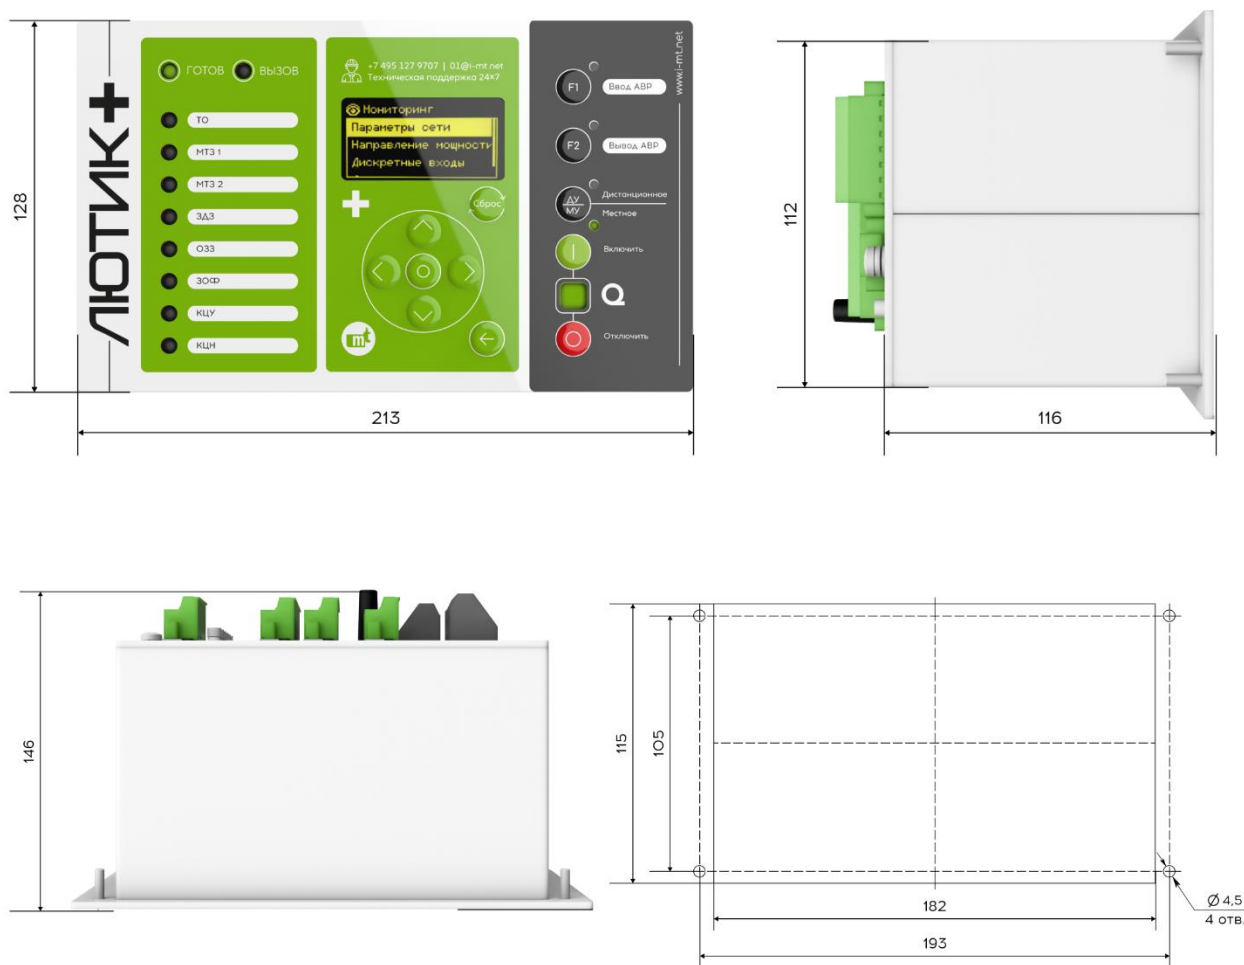 ЛЮТИК+
ГОТОВ
ВЫЗОВ
ТО
МТЗ 1
МТЗ 2
ЗДЗ
ОЗЗ
ЗОФ
КЦУ
КЦН
+7 495 127 9707 | 01@i-mt.net
Техническая поддержка 24×7
Мониторинг
Параметры сети
Направление мощности
Дискретные входы
Сброс
mt
F1
Ввод АВР
F2
Вывод АВР
ДУ
МУ
Дистанционное
Местное
Включить
Q
Отключить
www.i-mt.net
128
213
112
116
146
115
105
182
193
Ø 4,5
4 отв.